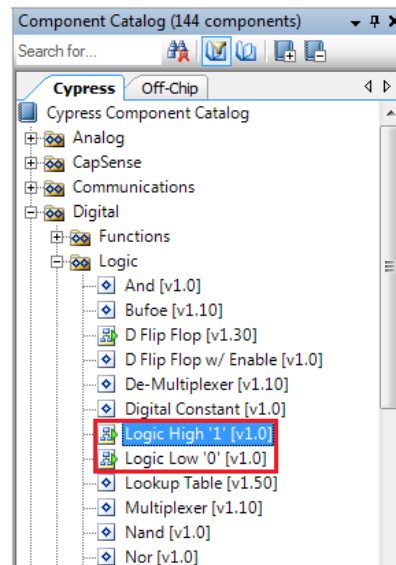 Component Catalog (144 components)
Search for...
Cypress Off-Chip
Cypress Component Catalog
Analog
CapSense
Communications
Digital
Functions
Logic
And [v1.0]
Bufoe [v1.10]
D Flip Flop [v1.30]
D Flip Flop w/ Enable [v1.0]
De-Multiplexer [v1.10]
Digital Constant [v1.0]
Logic High '1' [v1.0]
Logic Low '0' [v1.0]
Lookup Table [v1.50]
Multiplexer [v1.10]
Nand [v1.0]
Nor [v1.0]